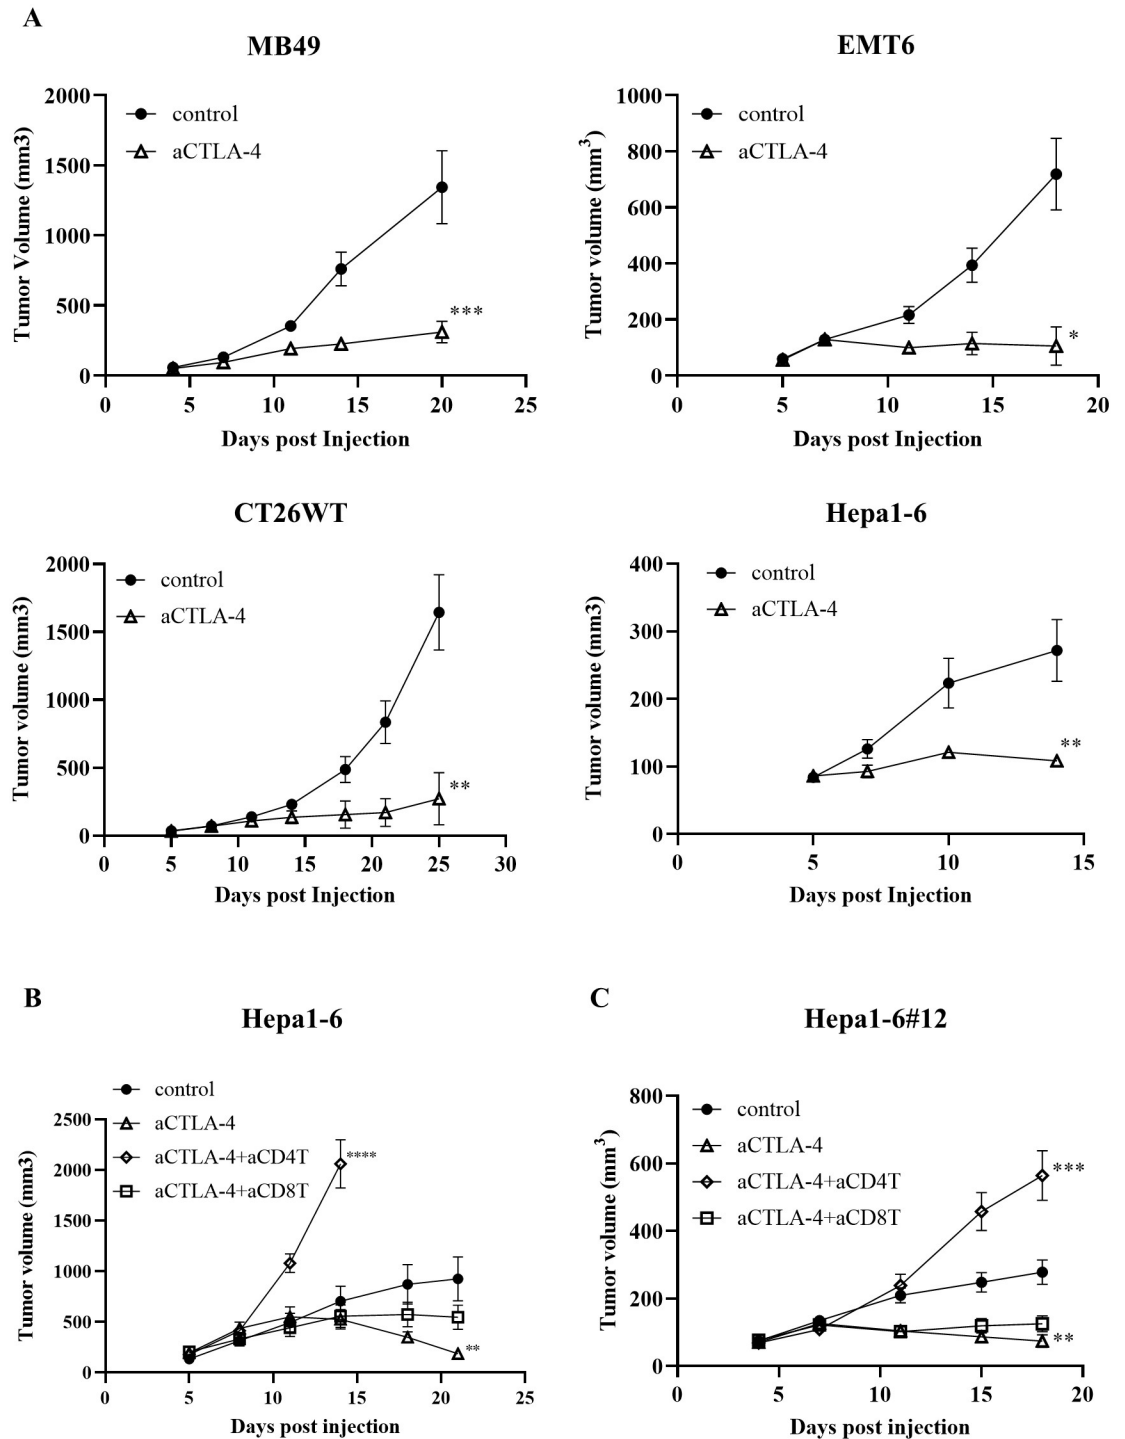 A
MB49
2000
1500
1000
500
0
0 5 10 15 20 25
Tumor Volume (mm3)
Days post Injection
control
aCTLA-4
***
EMT6
1000
800
600
400
200
0
0 5 10 15 20
Tumor volume (mm³)
Days post Injection
control
aCTLA-4
*
CT26WT
2000
1500
1000
500
0
0 5 10 15 20 25 30
Tumor volume (mm3)
Days post Injection
control
aCTLA-4
**
Hepa1-6
400
300
200
100
0
0 5 10 15
Tumor volume (mm3)
Days post Injection
control
aCTLA-4
**
B
Hepa1-6
control
aCTLA-4
aCTLA-4+aCD4T
aCTLA-4+aCD8T
2500
2000
1500
1000
500
0
0 5 10 15 20 25
Tumor volume (mm3)
Days post injection
****
**
C
Hepa1-6#12
control
aCTLA-4
aCTLA-4+aCD4T
aCTLA-4+aCD8T
800
600
400
200
0
0 5 10 15 20
Tumor volume (mm³)
Days post injection
***
**